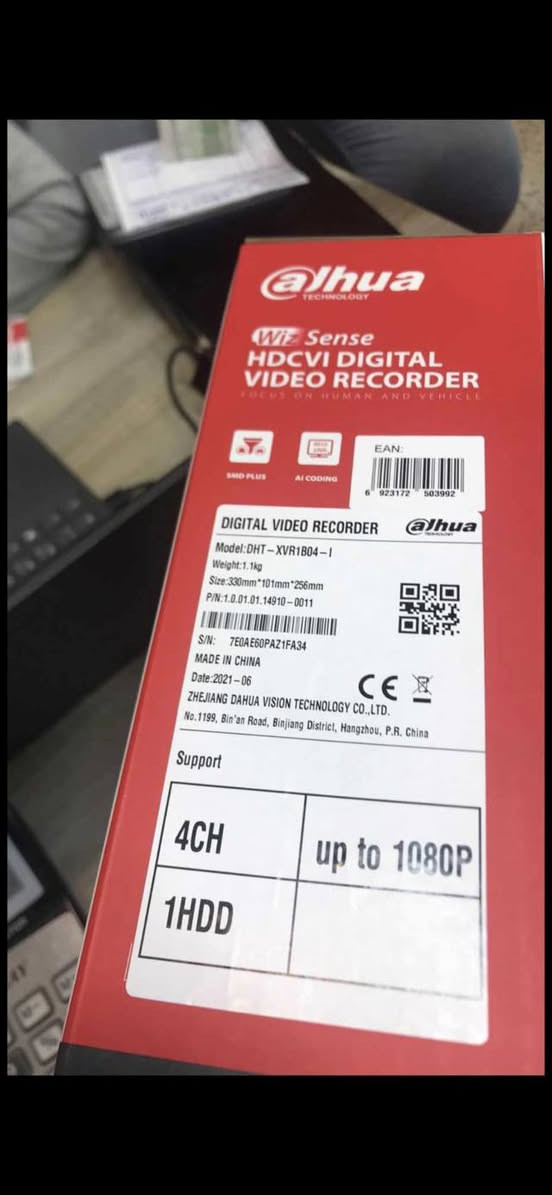 alhua
TECHNOLOGY
Wiz Sense
HDCVI DIGITAL
VIDEO RECORDER
FOCUS ON HUMAN AND VEHICLE
SMD PLUS
AI CODING
EAN:
6 923172 503992
DIGITAL VIDEO RECORDER
alhua
TECHNOLOGY
Model:DHT-XVR1B04-I
Weight:1.1kg
Size:330mm*101mm*256mm
P/N:1.0.01.01.14910-0011
S/N: 7E0AE60PAZ1FA34
MADE IN CHINA
Date:2021-06
CE
ZHEJIANG DAHUA VISION TECHNOLOGY CO.,LTD.
No.1199, Bin'an Road, Binjiang District, Hangzhou, P.R. China
Support
4CH
up to 1080P
1HDD